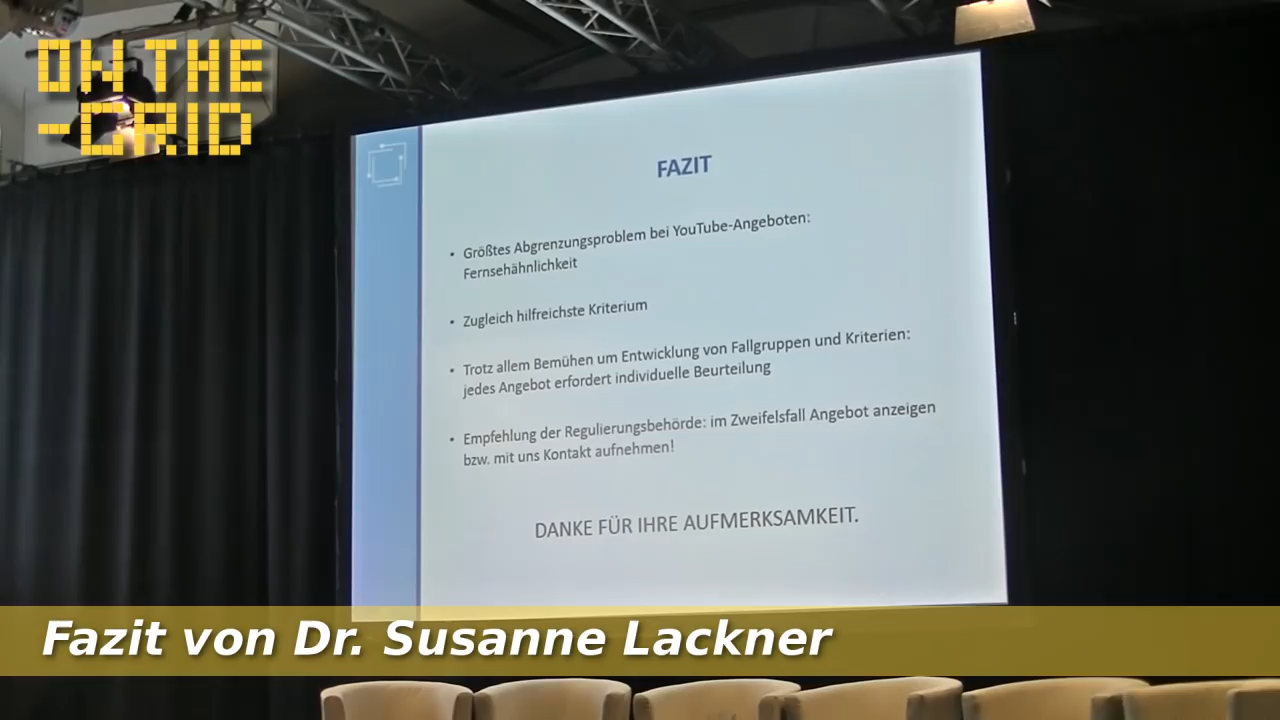 ON THE
-GRID
FAZIT
• Größtes Abgrenzungsproblem bei YouTube-Angeboten:
Fernsehähnlichkeit
• Zugleich hilfreichste Kriterium
• Trotz allem Bemühen um Entwicklung von Fallgruppen und Kriterien:
jedes Angebot erfordert individuelle Beurteilung
• Empfehlung der Regulierungsbehörde: im Zweifelsfall Angebot anzeigen
bzw. mit uns Kontakt aufnehmen!
DANKE FÜR IHRE AUFMERKSAMKEIT.
Fazit von Dr. Susanne Lackner